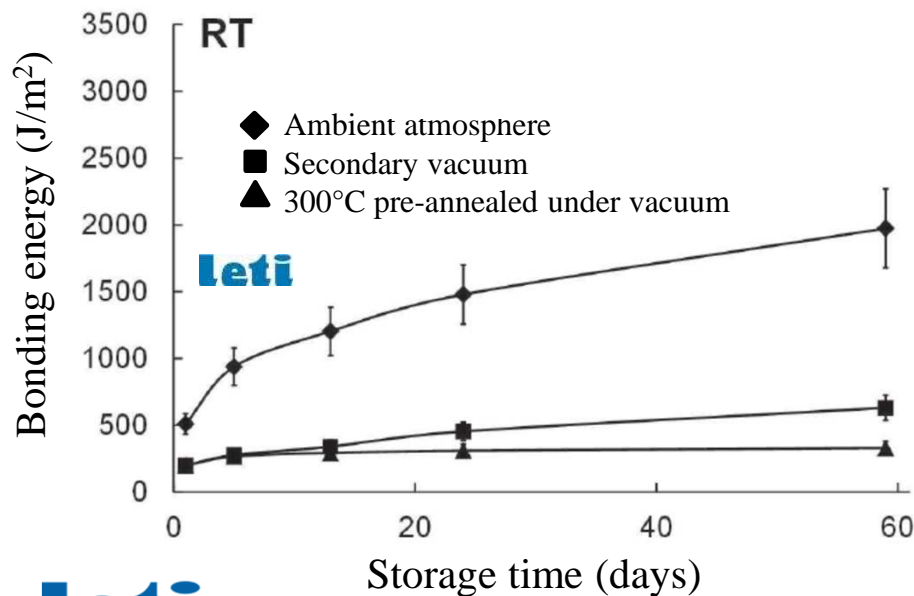 3500
RT
3000
2500
2000
1500
1000
500
0
Bonding energy (J/m²)
Ambient atmosphere
Secondary vacuum
300°C pre-annealed under vacuum
leti
0
20
40
60
Storage time (days)